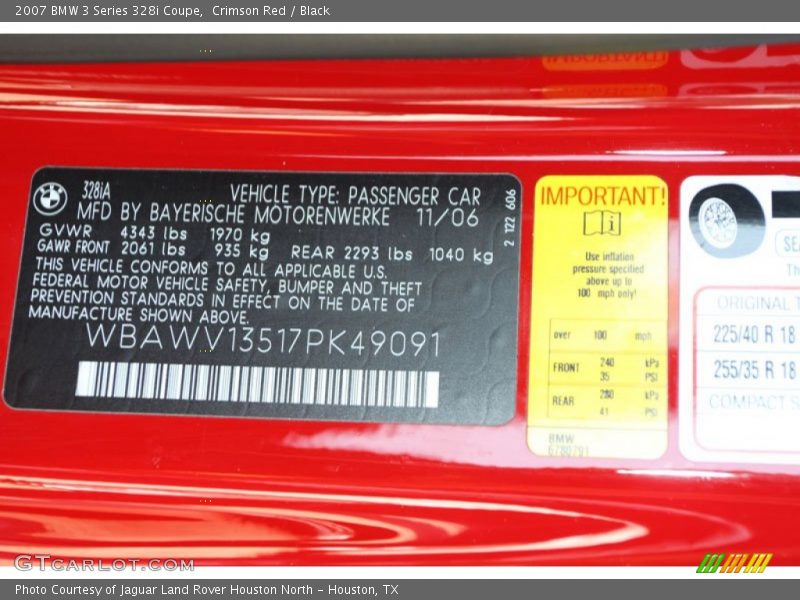 2007 BMW 3 Series 328i Coupe,  Crimson Red / Black
328iA
VEHICLE TYPE: PASSENGER CAR
MFD BY BAYERISCHE MOTORENWERKE 11/06
GVWR 4343 lbs 1970 kg
GAWR FRONT 2061 lbs 935 kg REAR 2293 lbs 1040 kg
THIS VEHICLE CONFORMS TO ALL APPLICABLE U.S.
FEDERAL MOTOR VEHICLE SAFETY, BUMPER AND THEFT
PREVENTION STANDARDS IN EFFECT ON THE DATE OF
MANUFACTURE SHOWN ABOVE.
WBAWV13517PK49091
2 122 606
IMPORTANT!
Use inflation
pressure specified
above up to
100 mph only!
over 100 mph
FRONT 240 kPa
35 PSI
REAR 280 kPa
41 PSI
BMW
6780791
ORIGINAL
225/40 R 18
255/35 R 18
COMPACT
GTCARLOT.COM
Photo Courtesy of Jaguar Land Rover Houston North - Houston, TX